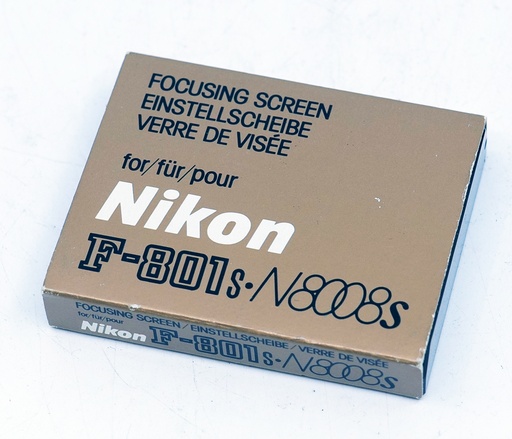 FOCUSING SCREEN
EINSTELLSCHEIBE
VERRE DE VISÉE
for/für/pour
Nikon
F-801s·N8008s
FOCUSING SCREEN/EINSTELLSCHEIBE/VERRE DE VISÉE
for/für/pour
Nikon F-801s·N8008s